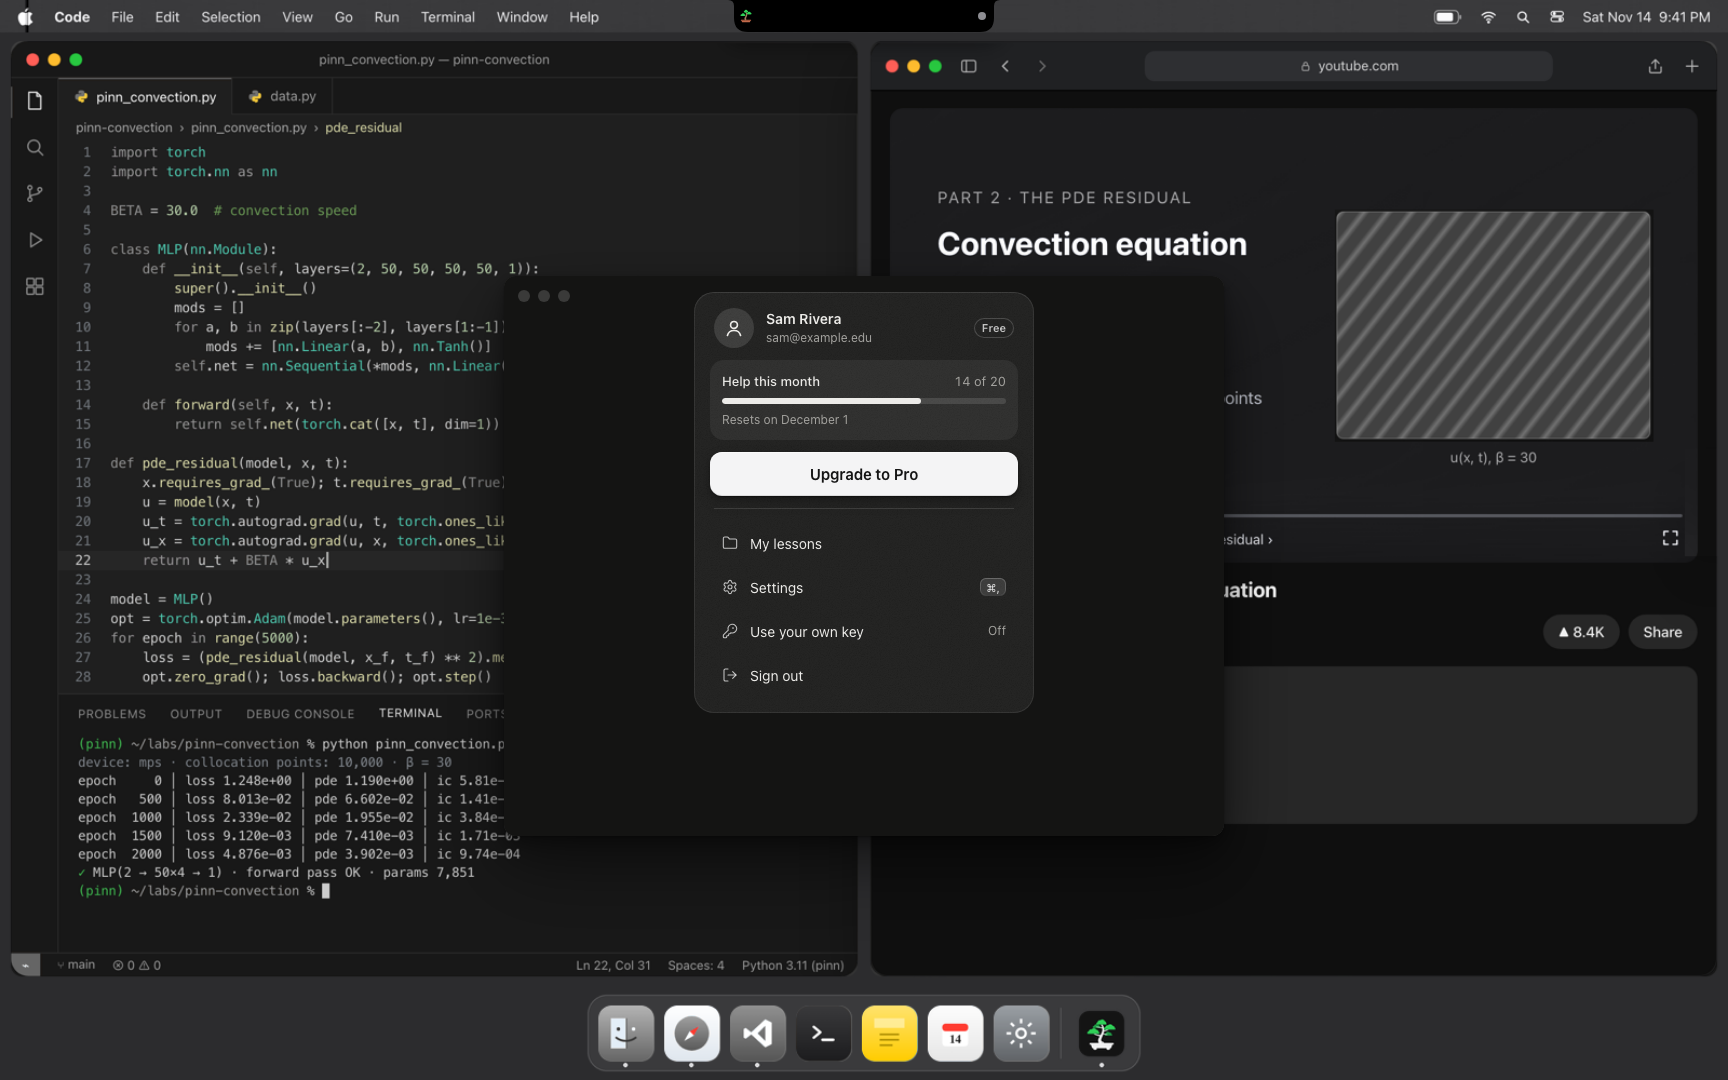 Code File Edit Selection View Go Run Terminal Window Help
Sat Nov 14 9:41 PM
pinn_convection.py — pinn-convection
pinn_convection.py
data.py
pinn-convection › pinn_convection.py › pde_residual
1 import torch
2 import torch.nn as nn
3
4 BETA = 30.0 # convection speed
5
6 class MLP(nn.Module):
7 def __init__(self, layers=(2, 50, 50, 50, 50, 1)):
8 super().__init__()
9 mods = []
10 for a, b in zip(layers[:-2], layers[1:-1])
11 mods += [nn.Linear(a, b), nn.Tanh()]
12 self.net = nn.Sequential(*mods, nn.Linear(
13
14 def forward(self, x, t):
15 return self.net(torch.cat([x, t], dim=1))
16
17 def pde_residual(model, x, t):
18 x.requires_grad_(True); t.requires_grad_(True)
19 u = model(x, t)
20 u_t = torch.autograd.grad(u, t, torch.ones_lik
21 u_x = torch.autograd.grad(u, x, torch.ones_lik
22 return u_t + BETA * u_x
23
24 model = MLP()
25 opt = torch.optim.Adam(model.parameters(), lr=1e-3
26 for epoch in range(5000):
27 loss = (pde_residual(model, x_f, t_f) ** 2).me
28 opt.zero_grad(); loss.backward(); opt.step()
PROBLEMS OUTPUT DEBUG CONSOLE TERMINAL PORTS
(pinn) ~/labs/pinn-convection % python pinn_convection.p
device: mps · collocation points: 10,000 · β = 30
epoch 0 | loss 1.248e+00 | pde 1.190e+00 | ic 5.81e-
epoch 500 | loss 8.013e-02 | pde 6.602e-02 | ic 1.41e-
epoch 1000 | loss 2.339e-02 | pde 1.955e-02 | ic 3.84e-
epoch 1500 | loss 9.120e-03 | pde 7.410e-03 | ic 1.71e-03
epoch 2000 | loss 4.876e-03 | pde 3.902e-03 | ic 9.74e-04
✓ MLP(2 → 50×4 → 1) · forward pass OK · params 7,851
(pinn) ~/labs/pinn-convection %
main 0 0
Ln 22, Col 31 Spaces: 4 Python 3.11 (pinn)
Sam Rivera
sam@example.edu
Free
Help this month 14 of 20
Resets on December 1
Upgrade to Pro
My lessons
Settings ⌘,
Use your own key Off
Sign out
youtube.com
PART 2 · THE PDE RESIDUAL
Convection equation
oints
u(x, t), β = 30
esidual ›
uation
▲ 8.4K Share
14